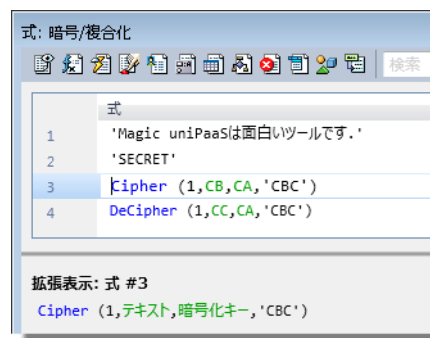 式: 暗号/複合化
検索
式
1 'Magic uniPaaSは面白いツールです.'
2 'SECRET'
3 Cipher (1,CB,CA,'CBC')
4 DeCipher (1,CC,CA,'CBC')
拡張表示: 式 #3
Cipher (1,テキスト,暗号化キー,'CBC')